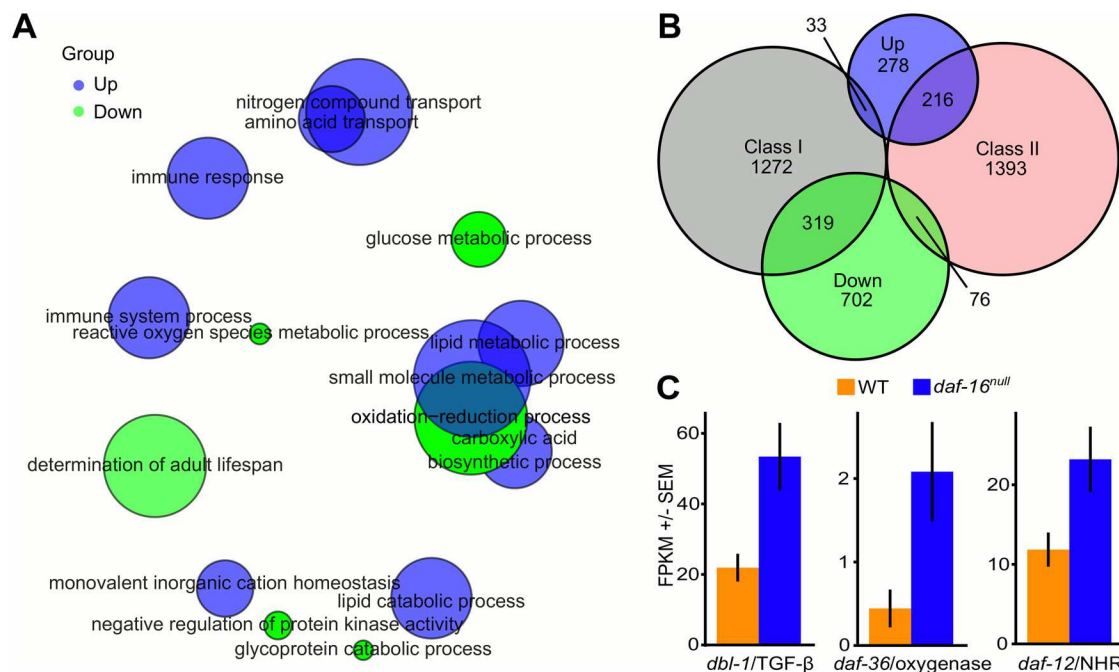 A
Group
Up
Down
nitrogen compound transport
amino acid transport
immune response
glucose metabolic process
immune system process
reactive oxygen species metabolic process
lipid metabolic process
small molecule metabolic process
oxidation−reduction process
carboxylic acid
biosynthetic process
determination of adult lifespan
monovalent inorganic cation homeostasis
lipid catabolic process
negative regulation of protein kinase activity
glycoprotein catabolic process
B
33
Up
278
216
Class I
1272
Class II
1393
319
Down
702
76
C
WT
daf-16null
FPKM +/- SEM
60
40
20
0
2
1
0
20
10
0
dbl-1/TGF-β
daf-36/oxygenase
daf-12/NHR